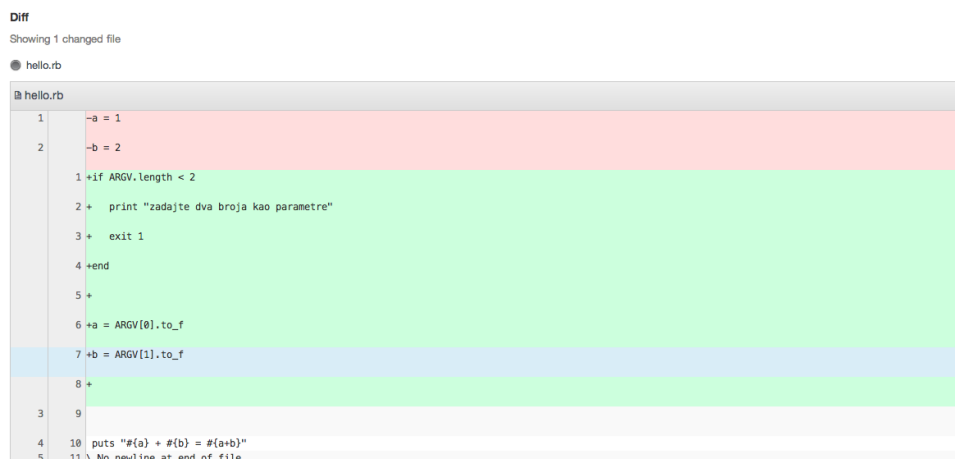 Diff
Showing 1 changed file
hello.rb
hello.rb
1 -a = 1
2 -b = 2
1 +if ARGV.length < 2
2 +   print "zadajte dva broja kao parametre"
3 +   exit 1
4 +end
5 +
6 +a = ARGV[0].to_f
7 +b = ARGV[1].to_f
8 +
3 9
4 10 puts "#{a} + #{b} = #{a+b}"
5 11 \ No newline at end of file